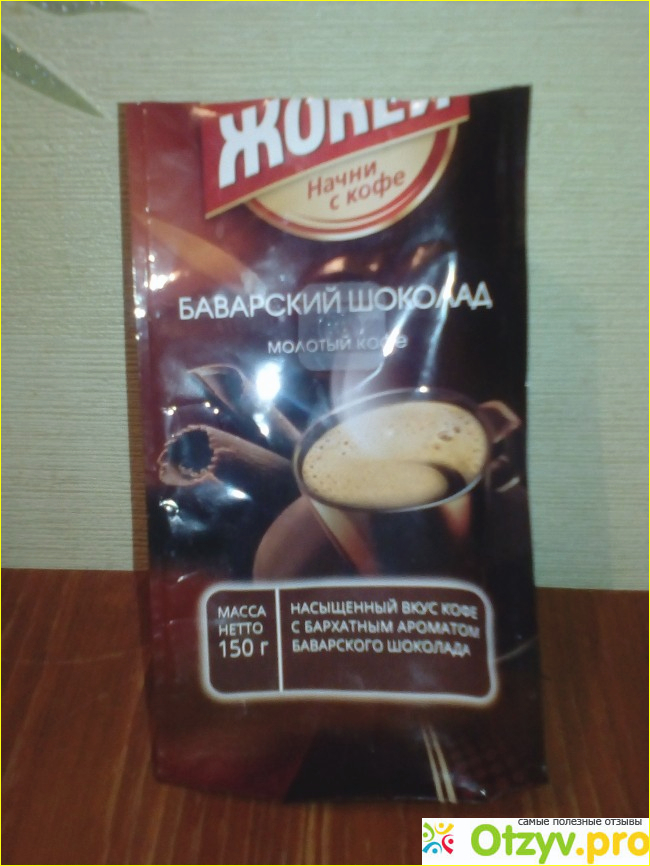 ЖОКЕЙ
Начни
с кофе
БАВАРСКИЙ ШОКОЛАД
МОЛОТЫЙ КОФЕ
МАССА
НЕТТО
150 г
НАСЫЩЕННЫЙ ВКУС КОФЕ
С БАРХАТНЫМ АРОМАТОМ
БАВАРСКОГО ШОКОЛАДА
самые полезные отзывы
Otzyv.pro